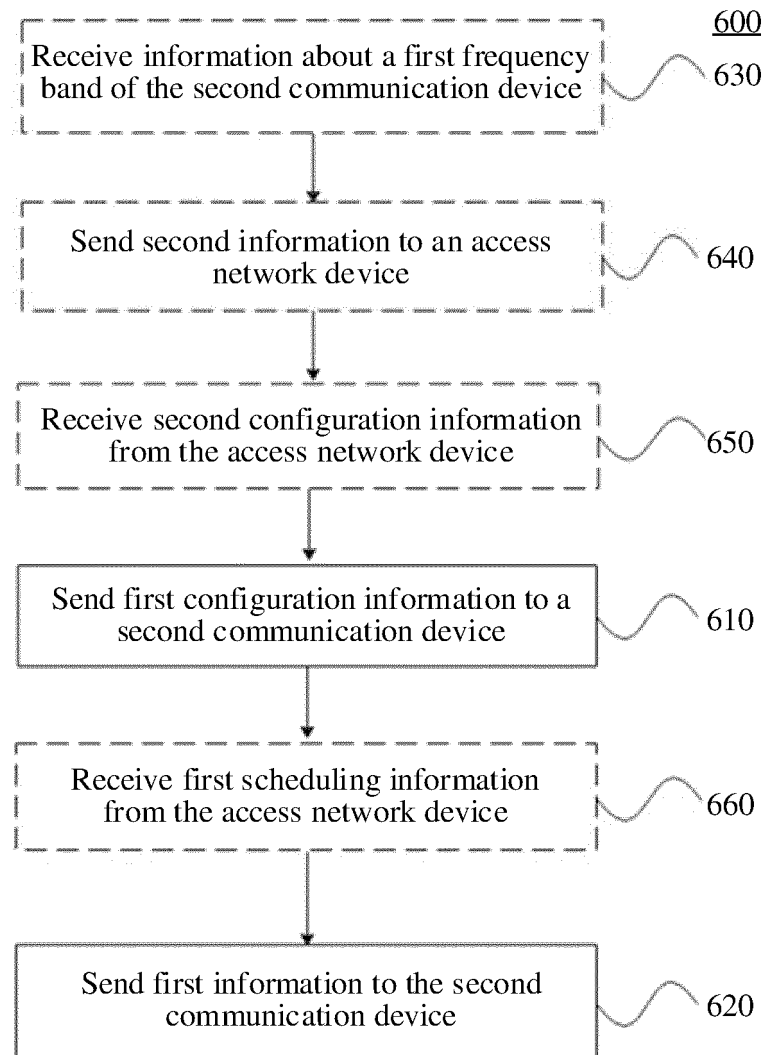 600
Receive information about a first frequency
band of the second communication device
630
Send second information to an access
network device
640
Receive second configuration information
from the access network device
650
Send first configuration information to a
second communication device
610
Receive first scheduling information
from the access network device
660
Send first information to the second
communication device
620